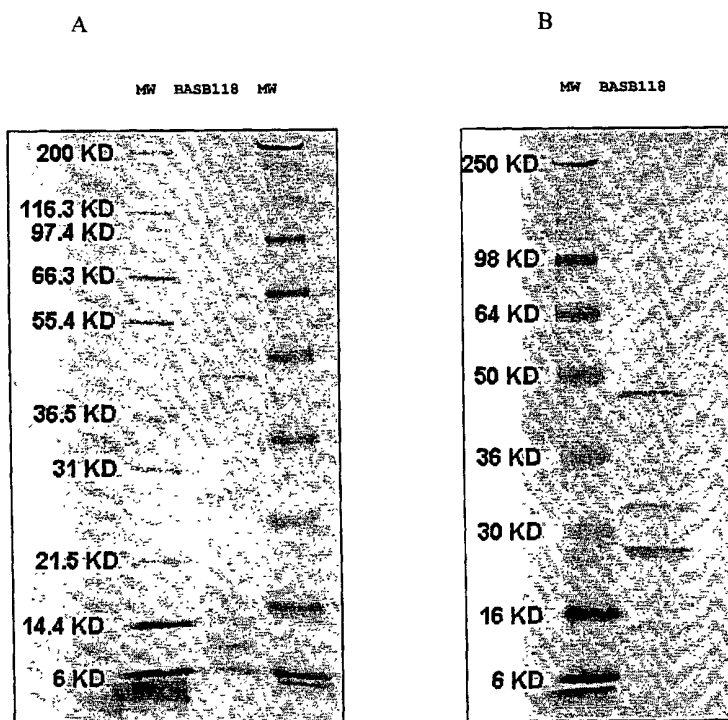 A
B
MW BASB118 MW
MW BASB118
200 KD
116.3 KD
97.4 KD
66.3 KD
55.4 KD
36.5 KD
31 KD
21.5 KD
14.4 KD
6 KD
250 KD
98 KD
64 KD
50 KD
36 KD
30 KD
16 KD
6 KD